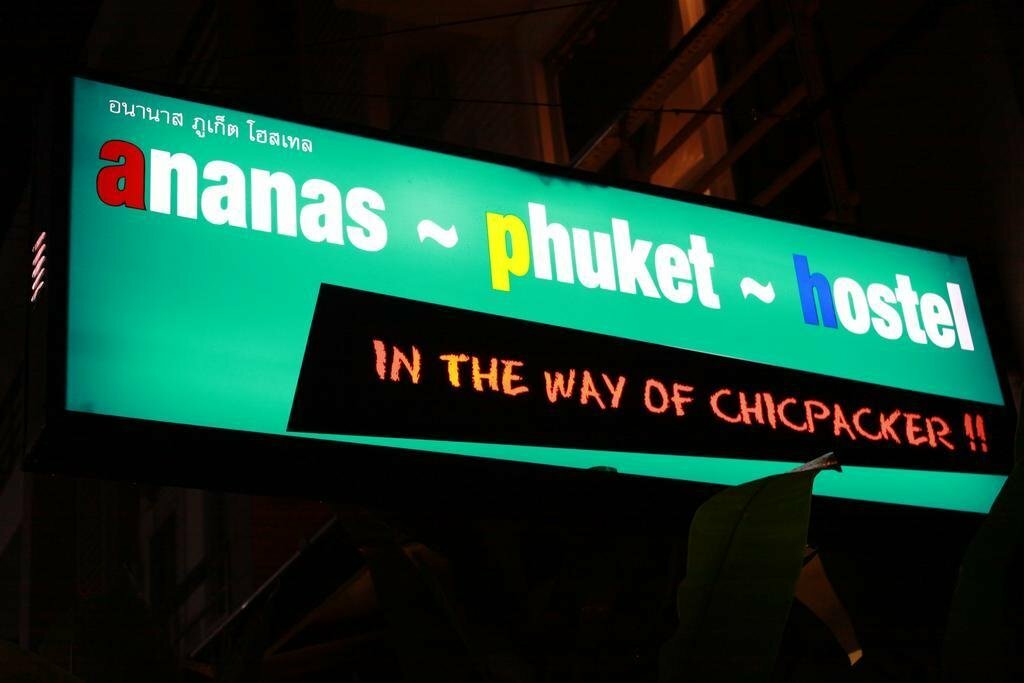 อนานาส ภูเก็ต โฮสเทล
ananas ~ phuket ~ hostel
IN THE WAY OF CHICPACKER !!